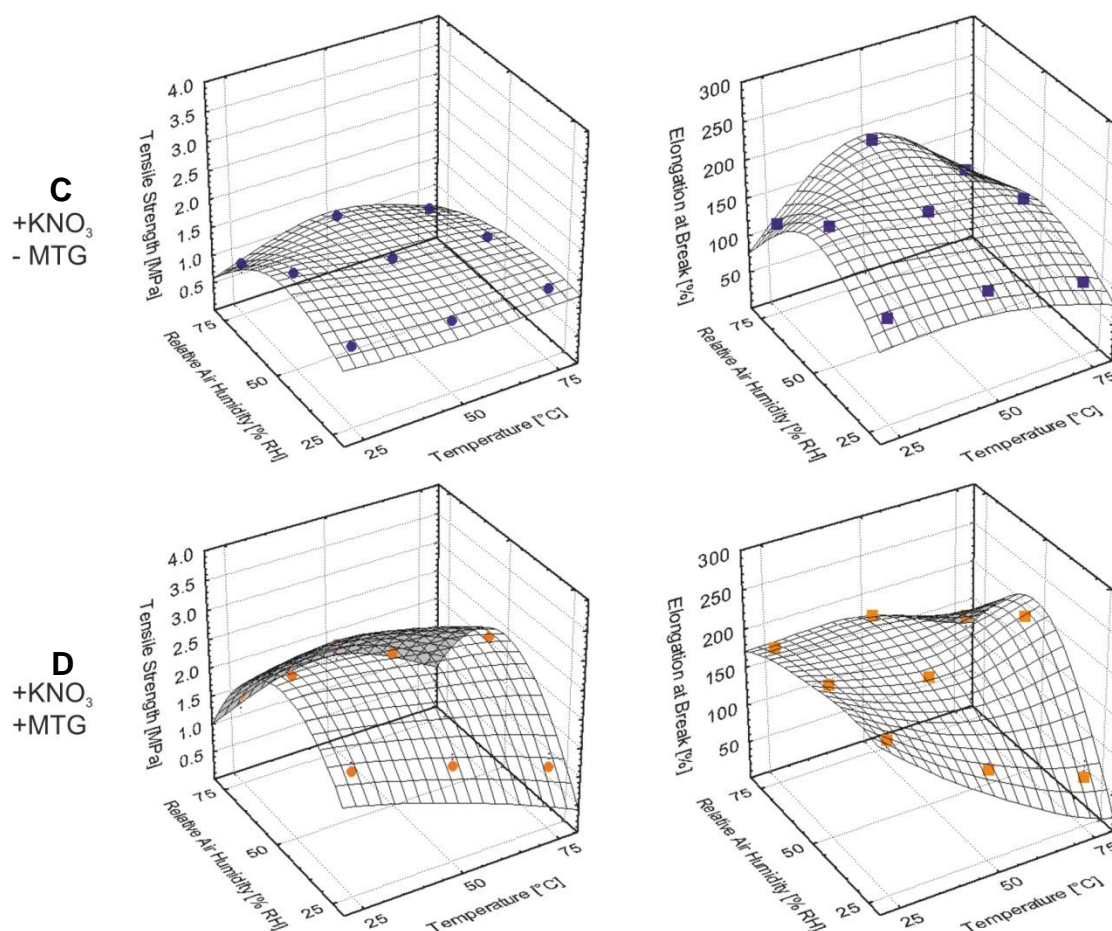 C
+KNO₃
- MTG
4.0
3.5
3.0
2.5
2.0
1.5
1.0
0.5
Tensile Strength [MPa]
75
50
25
Relative Air Humidity [% RH]
25
50
75
Temperature [°C]
300
250
200
150
100
50
Elongation at Break [%]
75
50
25
Relative Air Humidity [% RH]
25
50
75
Temperature [°C]
D
+KNO₃
+MTG
4.0
3.5
3.0
2.5
2.0
1.5
1.0
0.5
Tensile Strength [MPa]
75
50
25
Relative Air Humidity [% RH]
25
50
75
Temperature [°C]
300
250
200
150
100
50
Elongation at Break [%]
75
50
25
Relative Air Humidity [% RH]
25
50
75
Temperature [°C]